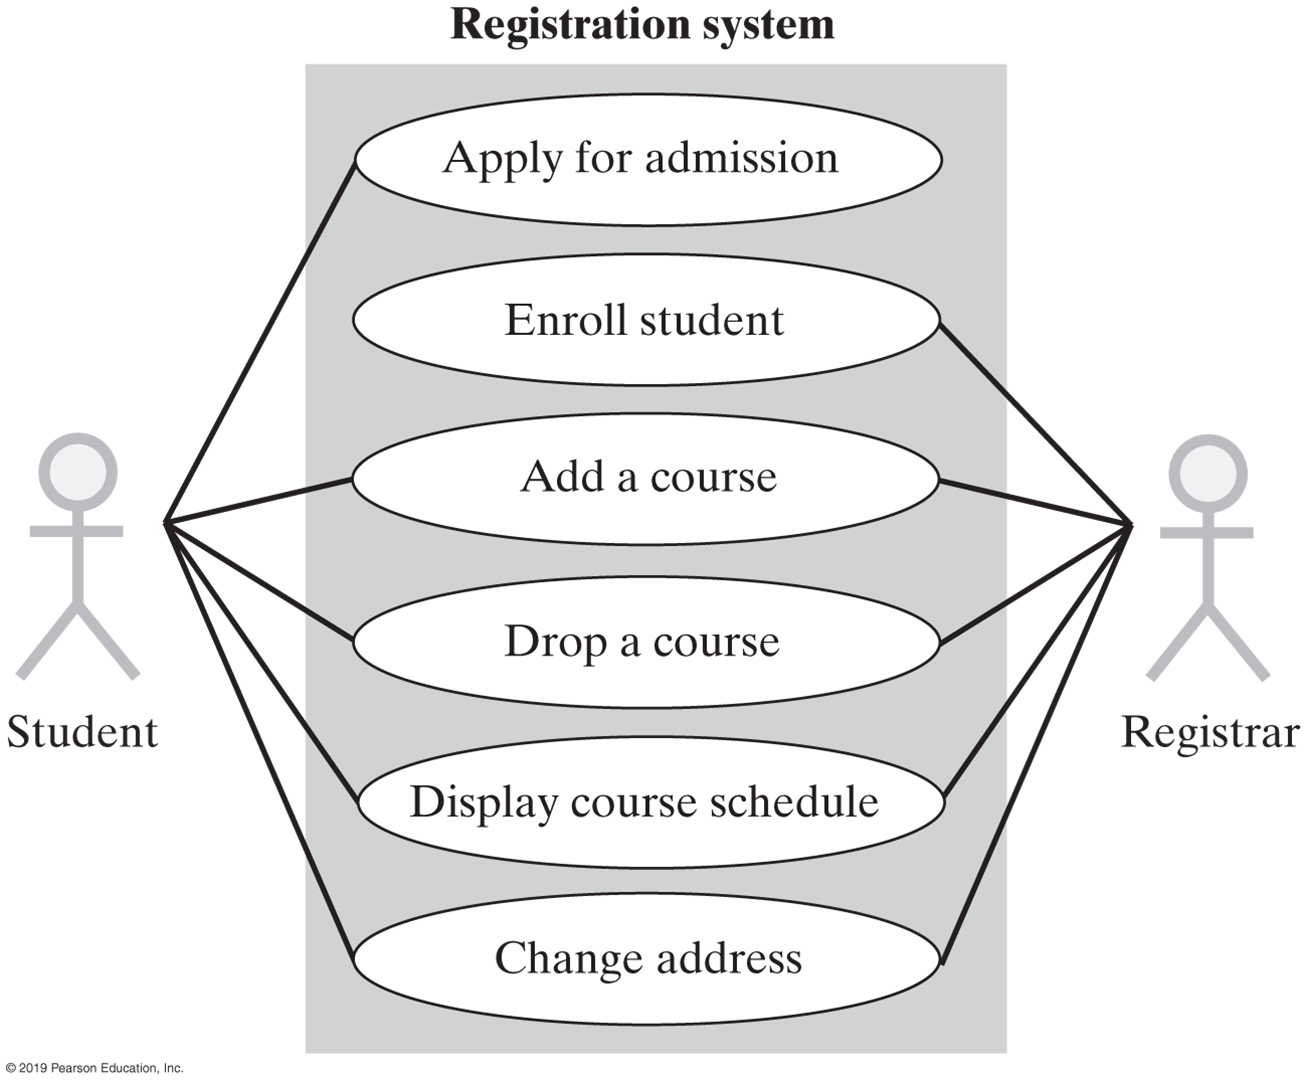 Registration system
Apply for admission
Enroll student
Add a course
Drop a course
Student
Registrar
Display course schedule
Change address
© 2019 Pearson Education, Inc.